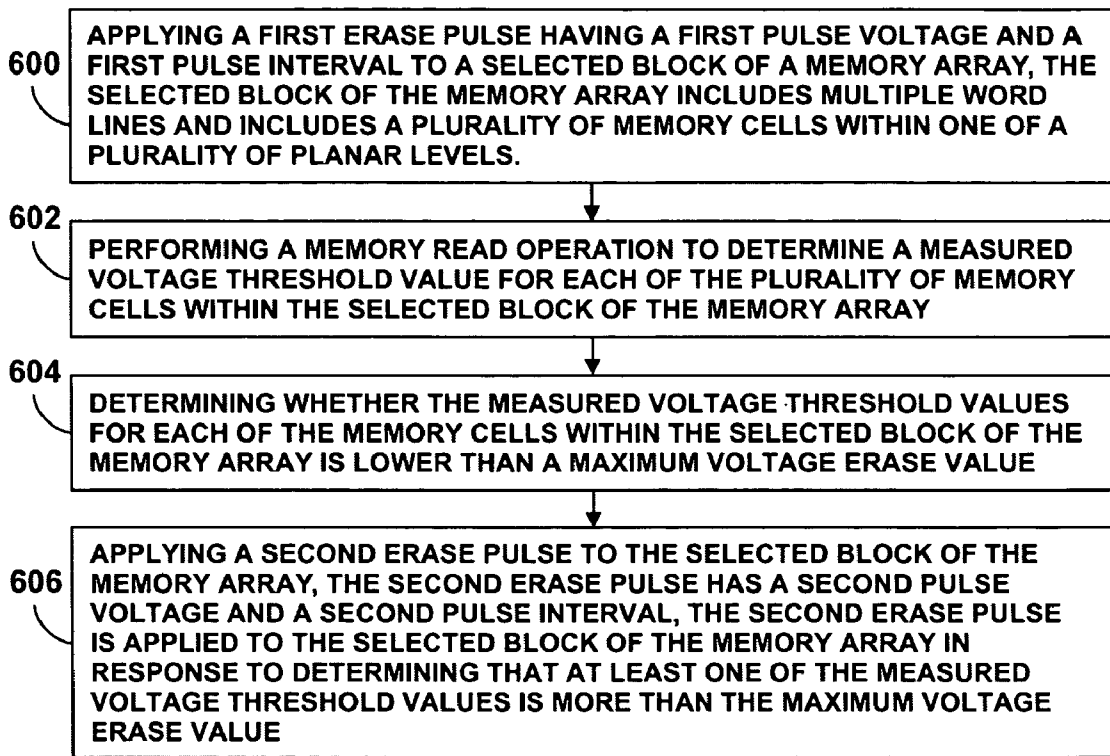 600
APPLYING A FIRST ERASE PULSE HAVING A FIRST PULSE VOLTAGE AND A
FIRST PULSE INTERVAL TO A SELECTED BLOCK OF A MEMORY ARRAY, THE
SELECTED BLOCK OF THE MEMORY ARRAY INCLUDES MULTIPLE WORD
LINES AND INCLUDES A PLURALITY OF MEMORY CELLS WITHIN ONE OF A
PLURALITY OF PLANAR LEVELS.
602
PERFORMING A MEMORY READ OPERATION TO DETERMINE A MEASURED
VOLTAGE THRESHOLD VALUE FOR EACH OF THE PLURALITY OF MEMORY
CELLS WITHIN THE SELECTED BLOCK OF THE MEMORY ARRAY
604
DETERMINING WHETHER THE MEASURED VOLTAGE THRESHOLD VALUES
FOR EACH OF THE MEMORY CELLS WITHIN THE SELECTED BLOCK OF THE
MEMORY ARRAY IS LOWER THAN A MAXIMUM VOLTAGE ERASE VALUE
606
APPLYING A SECOND ERASE PULSE TO THE SELECTED BLOCK OF THE
MEMORY ARRAY, THE SECOND ERASE PULSE HAS A SECOND PULSE
VOLTAGE AND A SECOND PULSE INTERVAL, THE SECOND ERASE PULSE
IS APPLIED TO THE SELECTED BLOCK OF THE MEMORY ARRAY IN
RESPONSE TO DETERMINING THAT AT LEAST ONE OF THE MEASURED
VOLTAGE THRESHOLD VALUES IS MORE THAN THE MAXIMUM VOLTAGE
ERASE VALUE